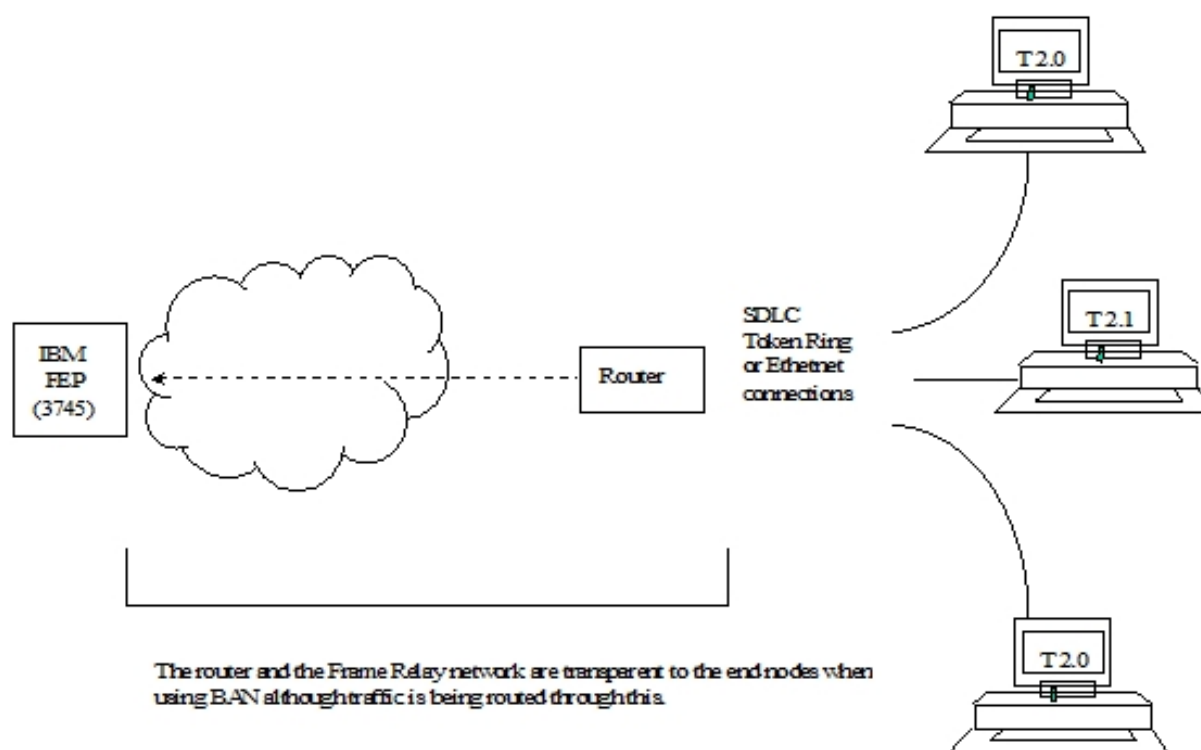 T2.0
IBM
FEP
(3745)
Router
SDLC
Token Ring
or Ethetnet
connections
T2.1
T2.0
The router and the Frame Relay network are transperent to the end nodes when
using BAN although traffic is being routed through this.